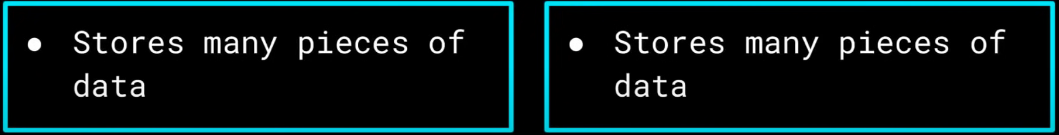 ● Stores many pieces of
data
● Stores many pieces of
data